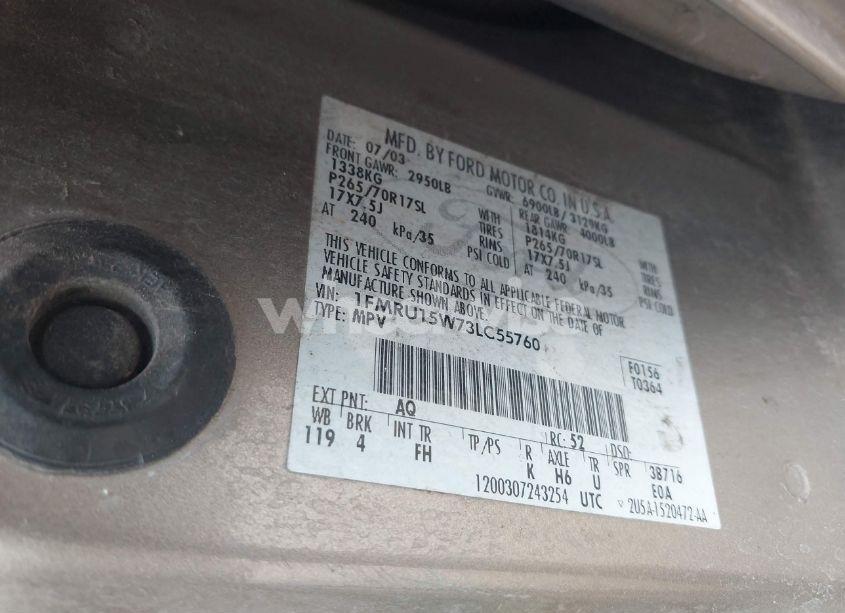 MFD. BY FORD MOTOR CO. IN U.S.A.
DATE: 07/03 GVWR: 6900LB / 3129KG
FRONT GAWR: 2950LB REAR GAWR: 4000LB
1338KG WITH 1814KG WITH
P265/70R17SL TIRES P265/70R17SL TIRES
17X7.5J RIMS 17X7.5J RIMS
AT 240 kPa/35 PSI COLD AT 240 kPa/35 PSI COLD
THIS VEHICLE CONFORMS TO ALL APPLICABLE FEDERAL MOTOR
VEHICLE SAFETY STANDARDS IN EFFECT ON THE DATE OF
MANUFACTURE SHOWN ABOVE.
VIN: 1FMRU15W73LC55760
TYPE: MPV
F0156
T0364
EXT PNT: AQ RC: 52 DSO:
WB BRK INT TR TP/PS R AXLE TR SPR 38716
119 4 FH K H6 U E0A
1200307243254 UTC 2U5A-1520472-AA